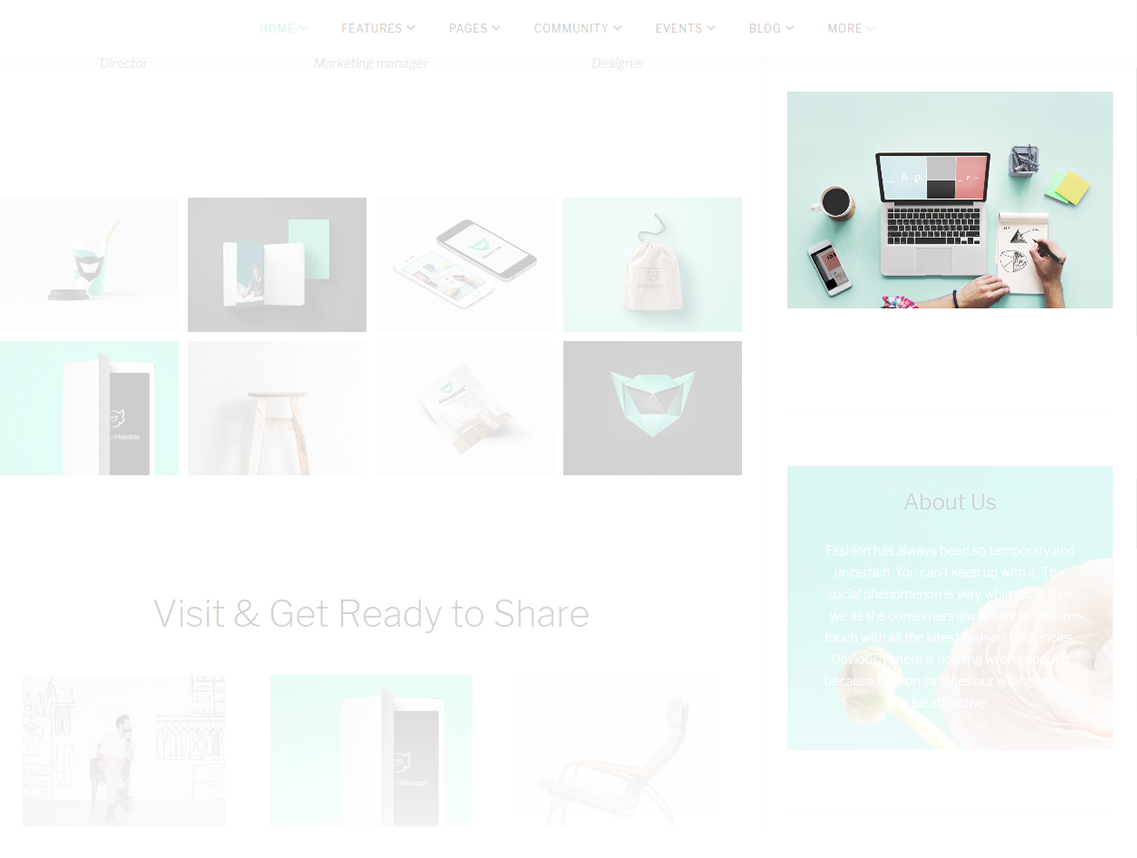 HOME
FEATURES
PAGES
COMMUNITY
EVENTS
BLOG
MORE
Director
Marketing manager
Designer
Monster
Visit & Get Ready to Share
About Us
Fashion has always been so temporary and
uncertain. You can't keep up with it. This
social phenomenon is very whimsical, thus
we as the consumers always try to stay in
touch with all the latest fashion tendencies.
Obviously there is nothing wrong about it
because fashion satisfies our willingness to
be attractive.